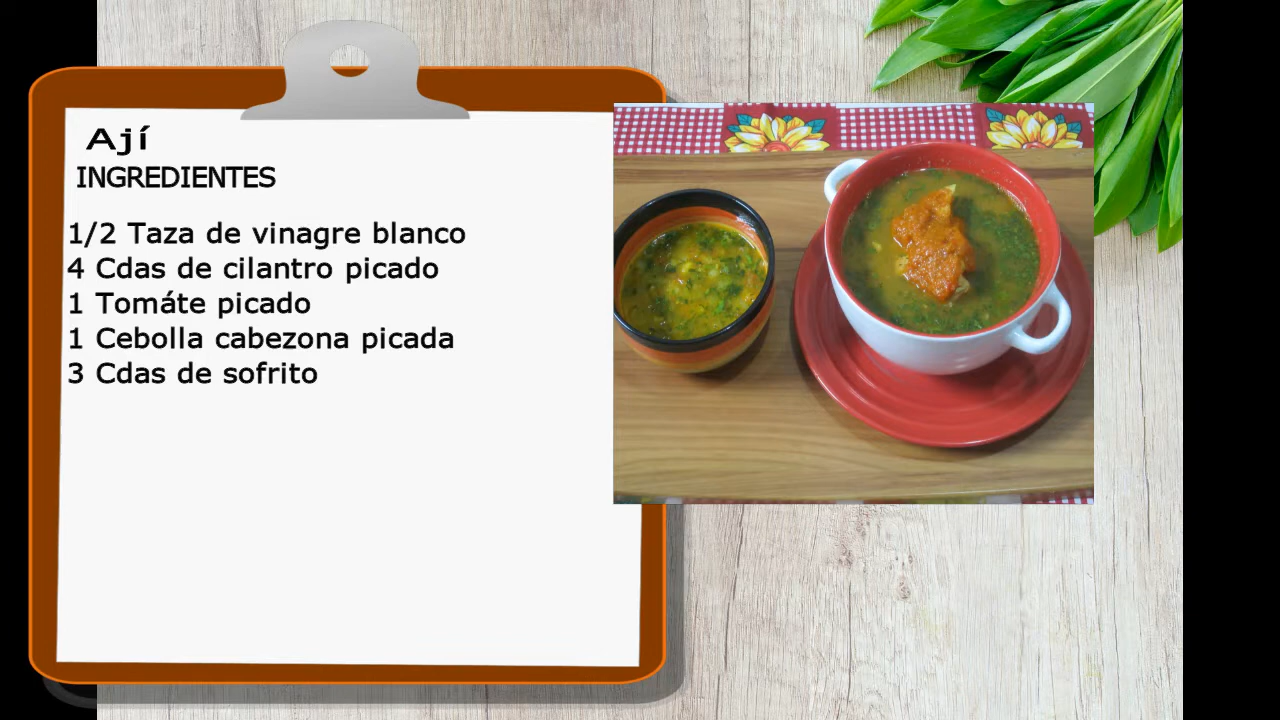 Ají
INGREDIENTES
1/2 Taza de vinagre blanco
4 Cdas de cilantro picado
1 Tomáte picado
1 Cebolla cabezona picada
3 Cdas de sofrito